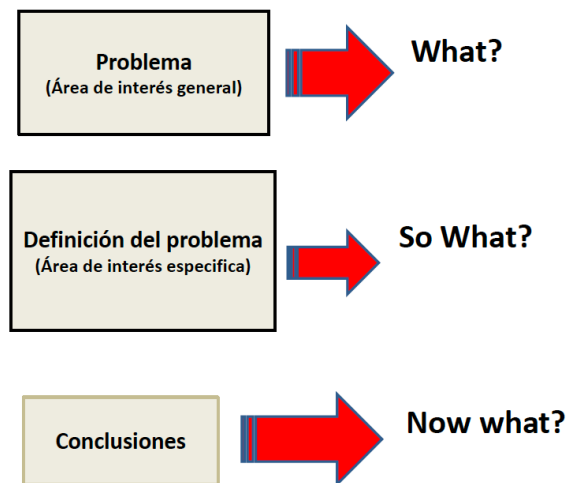 Problema
(Área de interés general)
What?
Definición del problema
(Área de interés especifica)
So What?
Conclusiones
Now what?